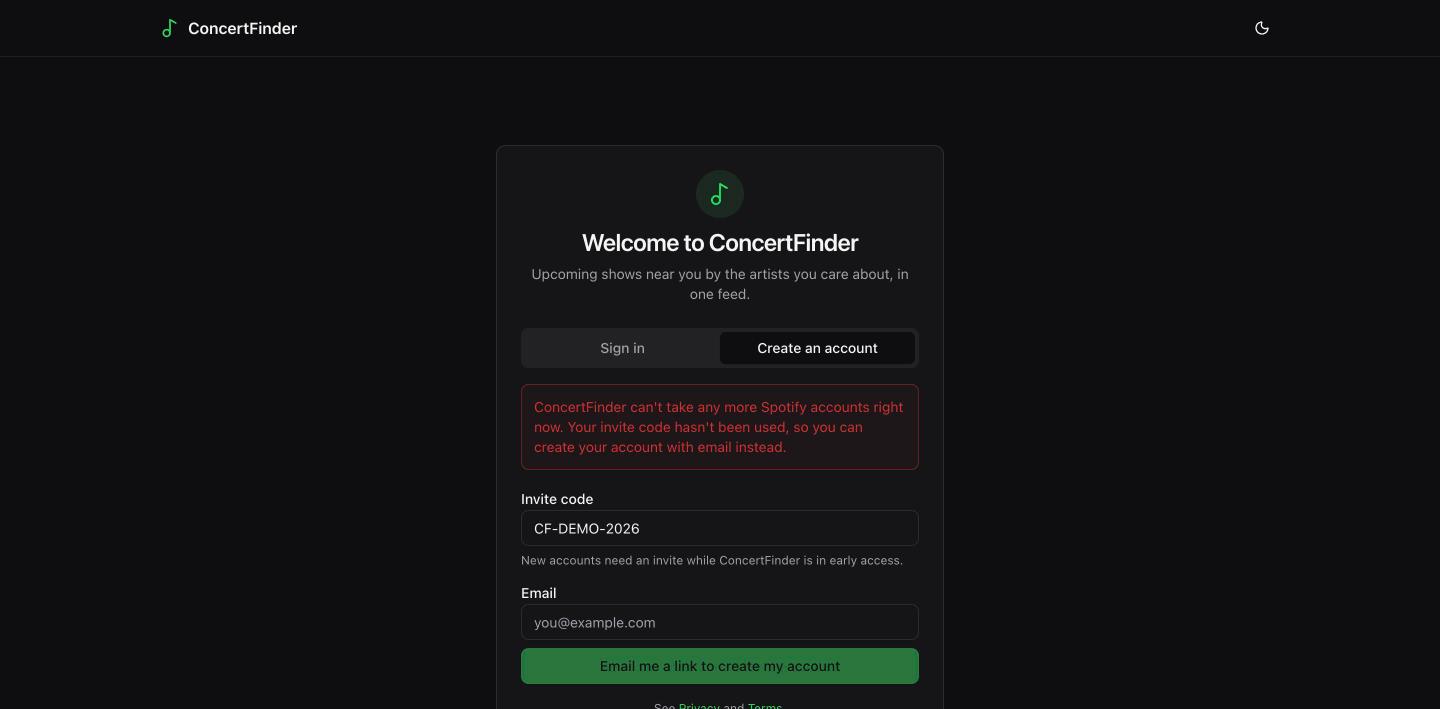 ConcertFinder
Welcome to ConcertFinder
Upcoming shows near you by the artists you care about, in
one feed.
Sign in
Create an account
ConcertFinder can't take any more Spotify accounts right
now. Your invite code hasn't been used, so you can
create your account with email instead.
Invite code
CF-DEMO-2026
New accounts need an invite while ConcertFinder is in early access.
Email
you@example.com
Email me a link to create my account
See Privacy and Terms.